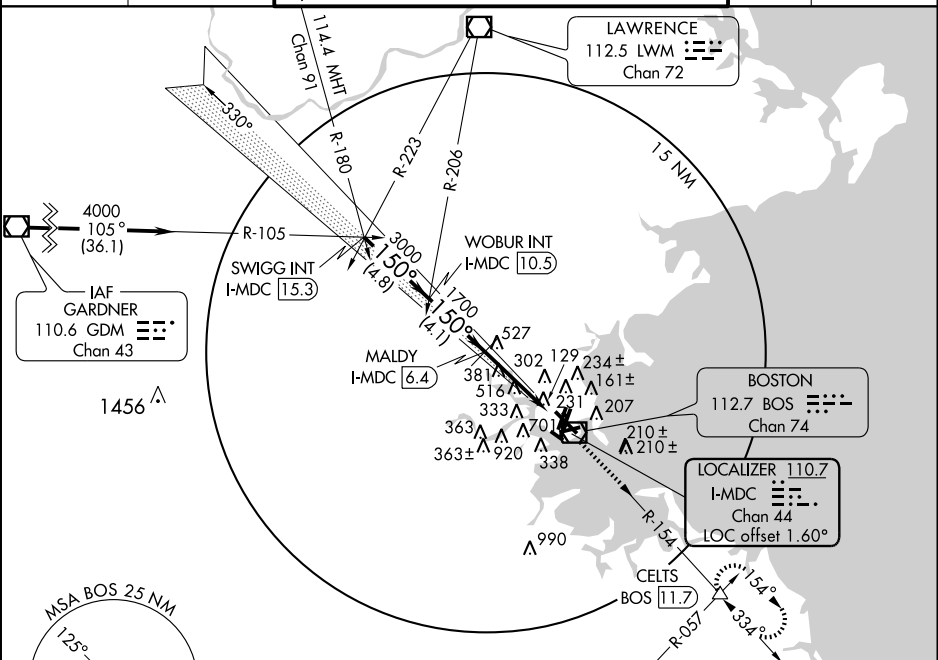 LAWRENCE
112.5 LWM
Chan 72
114.4 MHT
Chan 91
R-180
R-223
R-206
330°
15 NM
4000
105°
(36.1)
R-105
3000
150°
(4.8)
WOBUR INT
I-MDC 10.5
SWIGG INT
I-MDC 15.3
1700
150°
(4.1)
IAF
GARDNER
110.6 GDM
Chan 43
MALDY
I-MDC 6.4
527
302
129
234±
381
516
161±
231
333
207
701
363
363±
920
338
210±
210±
1456
BOSTON
112.7 BOS
Chan 74
LOCALIZER 110.7
I-MDC
Chan 44
LOC offset 1.60°
R-154
990
CELTS
BOS 11.7
154°
334°
R-057
MSA BOS 25 NM
125°